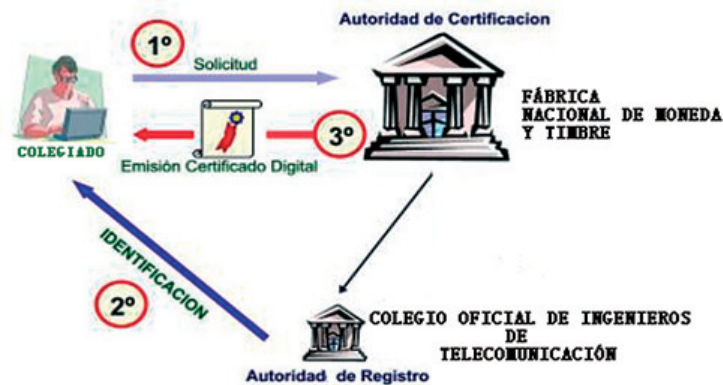 Autoridad de Certificacion
1º
Solicitud
FÁBRICA
NACIONAL DE MONEDA
Y TIMBRE
3º
COLEGIADO
Emisión Certificado Digital
IDENTIFICACION
2º
COLEGIO OFICIAL DE INGENIEROS
DE
TELECOMUNICACIÓN
Autoridad de Registro